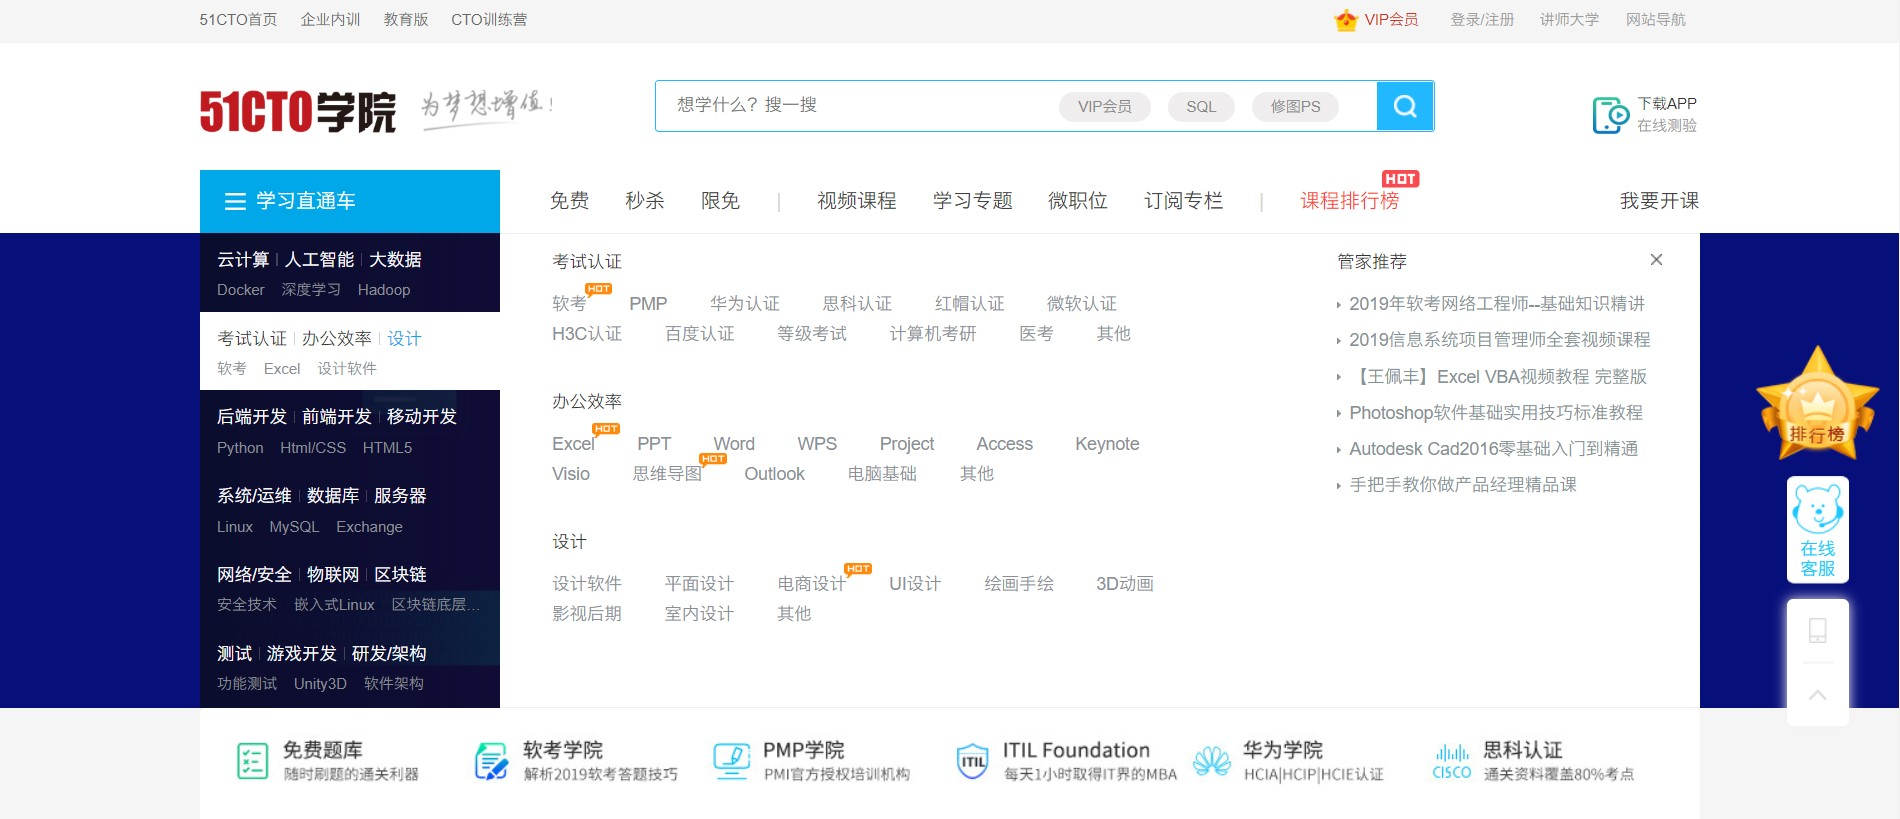 51CTO首页 企业内训 教育版 CTO训练营 VIP会员 登录/注册 讲师大学 网站导航
51CTO学院 为梦想增值!
想学什么？搜一搜 VIP会员 SQL 修图PS
下载APP
在线测验
学习直通车 免费 秒杀 限免 | 视频课程 学习专题 微职位 订阅专栏 | 课程排行榜 HOT 我要开课
云计算 | 人工智能 | 大数据
Docker 深度学习 Hadoop
考试认证 | 办公效率 | 设计
软考 Excel 设计软件
后端开发 | 前端开发 | 移动开发
Python Html/CSS HTML5
系统/运维 | 数据库 | 服务器
Linux MySQL Exchange
网络/安全 | 物联网 | 区块链
安全技术 嵌入式Linux 区块链底层...
测试 | 游戏开发 | 研发/架构
功能测试 Unity3D 软件架构
考试认证
软考 HOT PMP 华为认证 思科认证 红帽认证 微软认证
H3C认证 百度认证 等级考试 计算机考研 医考 其他
办公效率
Excel HOT PPT Word WPS Project Access Keynote
Visio 思维导图 HOT Outlook 电脑基础 其他
设计
设计软件 平面设计 电商设计 HOT UI设计 绘画手绘 3D动画
影视后期 室内设计 其他
管家推荐
2019年软考网络工程师--基础知识精讲
2019信息系统项目管理师全套视频课程
【王佩丰】Excel VBA视频教程 完整版
Photoshop软件基础实用技巧标准教程
Autodesk Cad2016零基础入门到精通
手把手教你做产品经理精品课
排行榜
在线
客服
免费题库
随时刷题的通关利器
软考学院
解析2019软考答题技巧
PMP学院
PMI官方授权培训机构
ITIL
ITIL Foundation
每天1小时取得IT界的MBA
华为学院
HCIA|HCIP|HCIE认证
CISCO
思科认证
通关资料覆盖80%考点